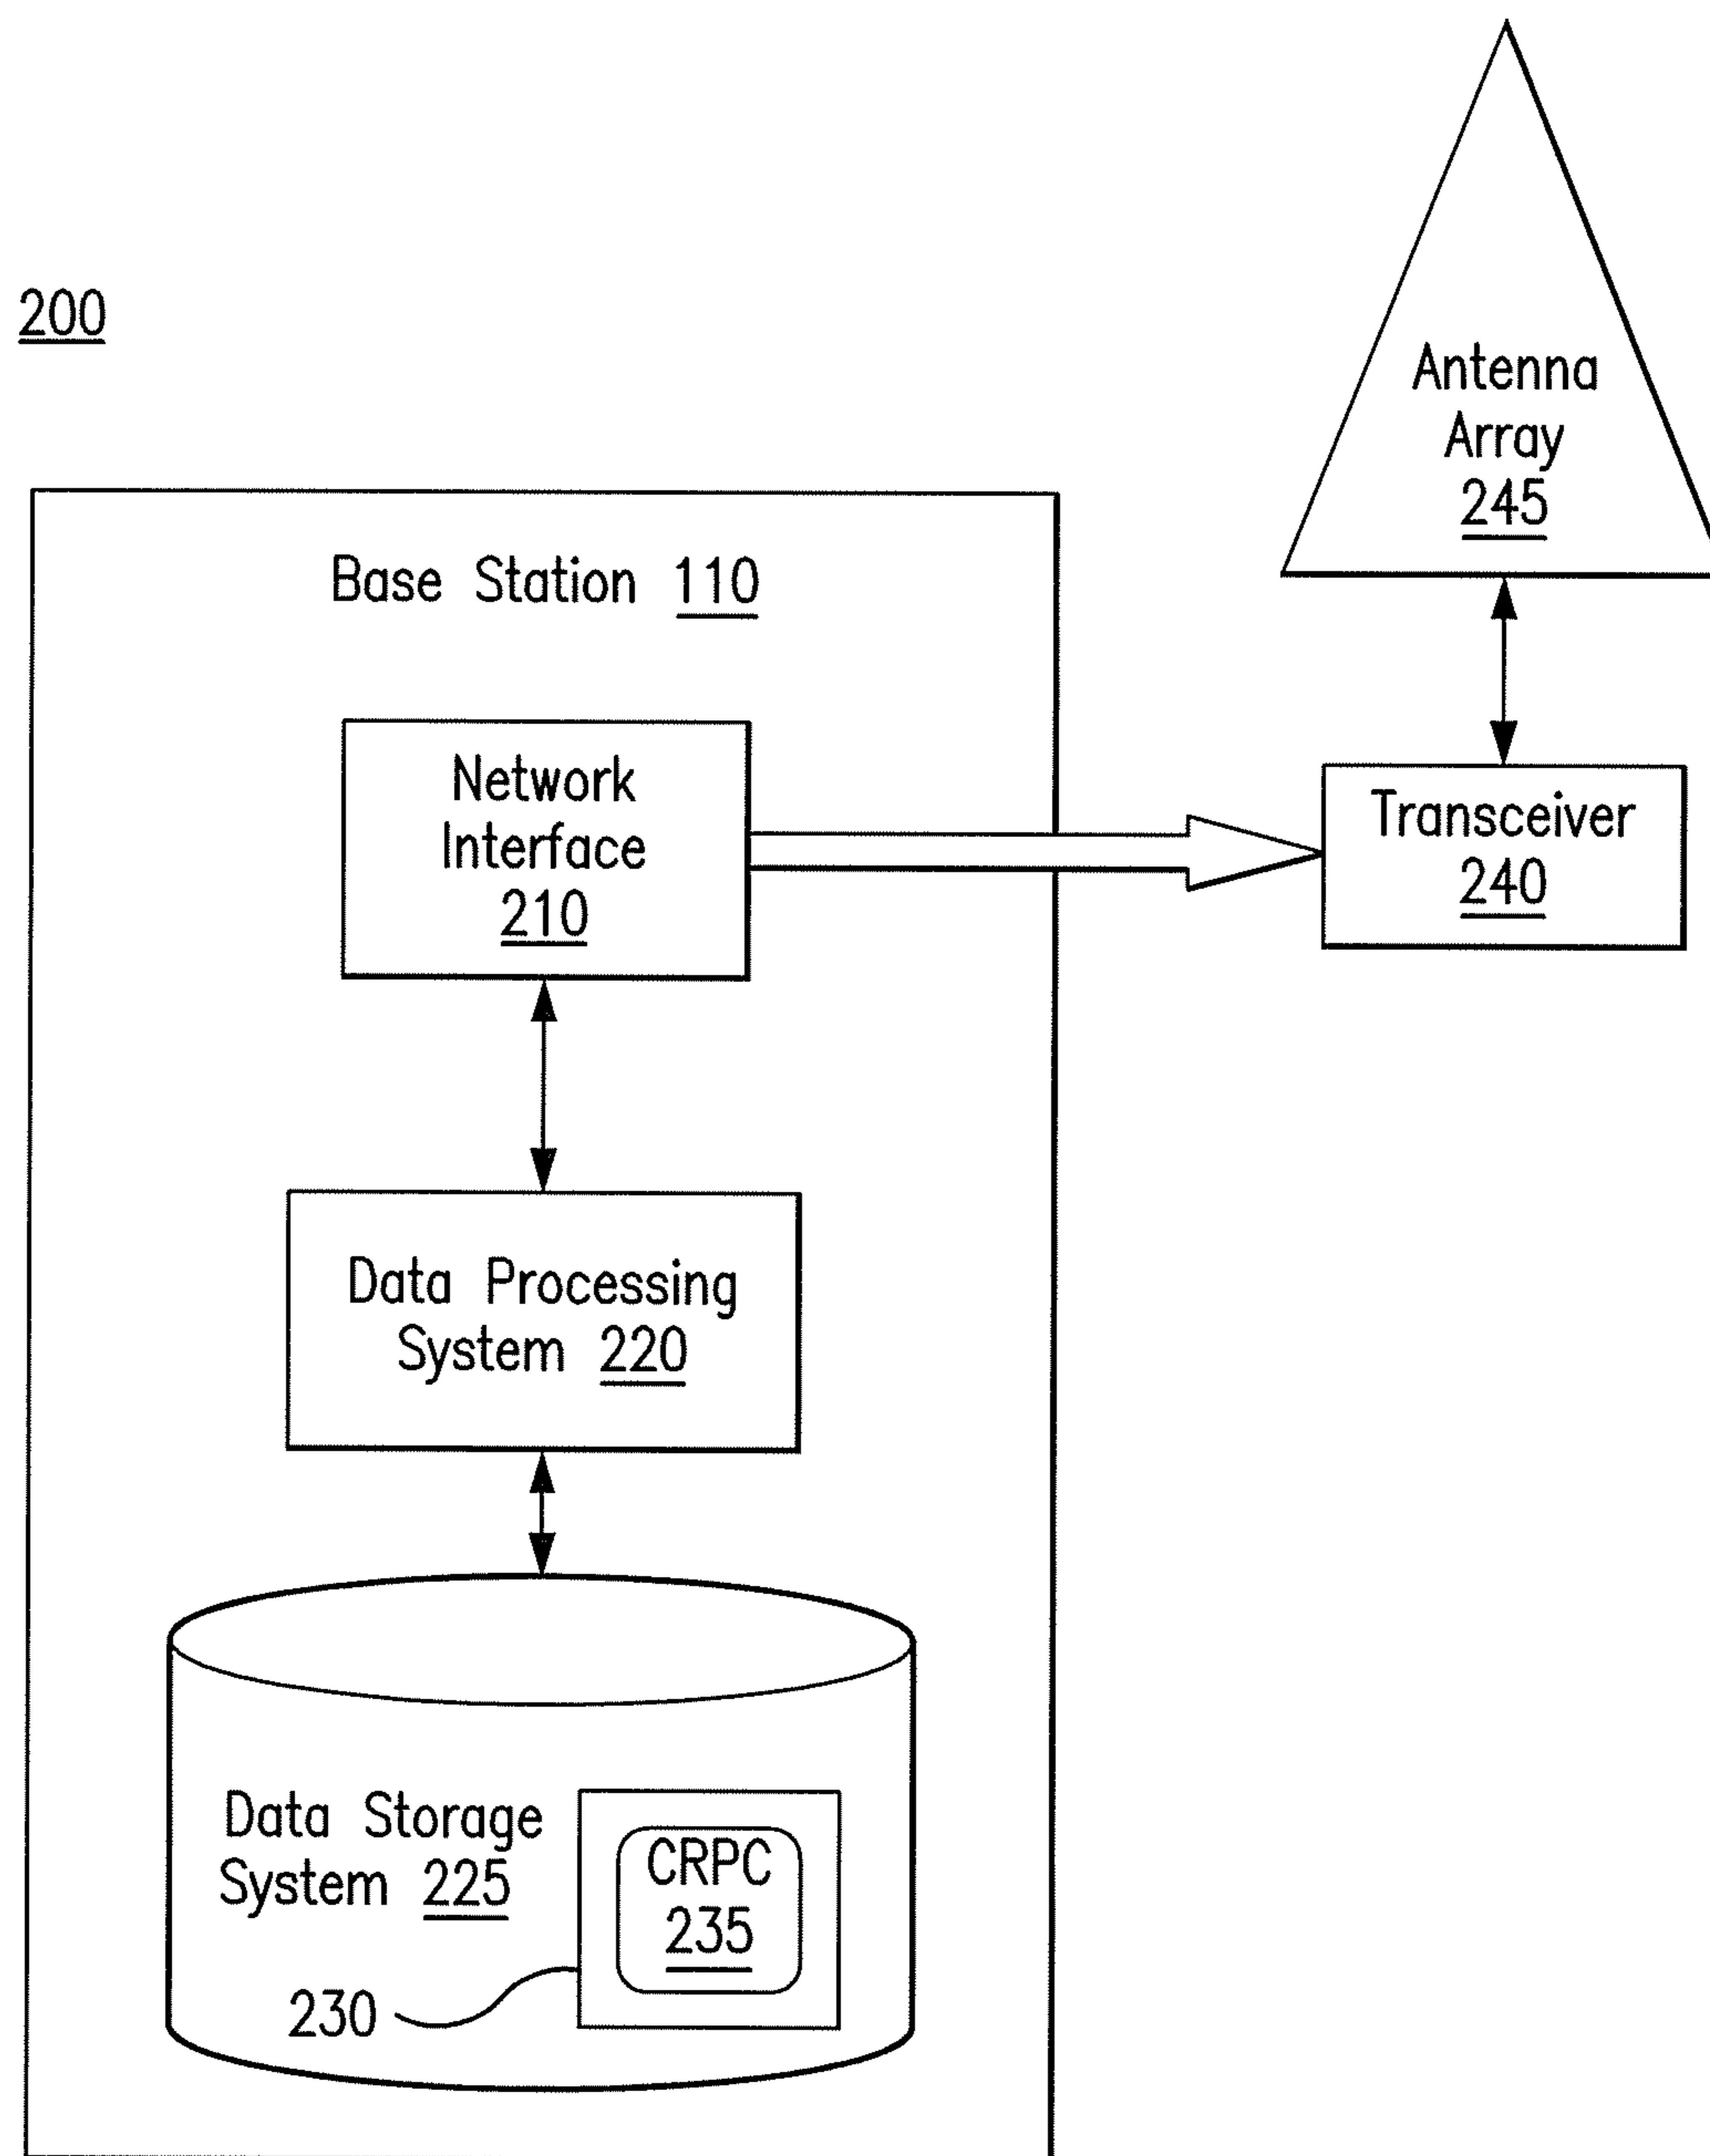 200
Antenna
Array
245
Base Station 110
Network
Interface
210
Transceiver
240
Data Processing
System 220
Data Storage
System 225
CRPC
235
230